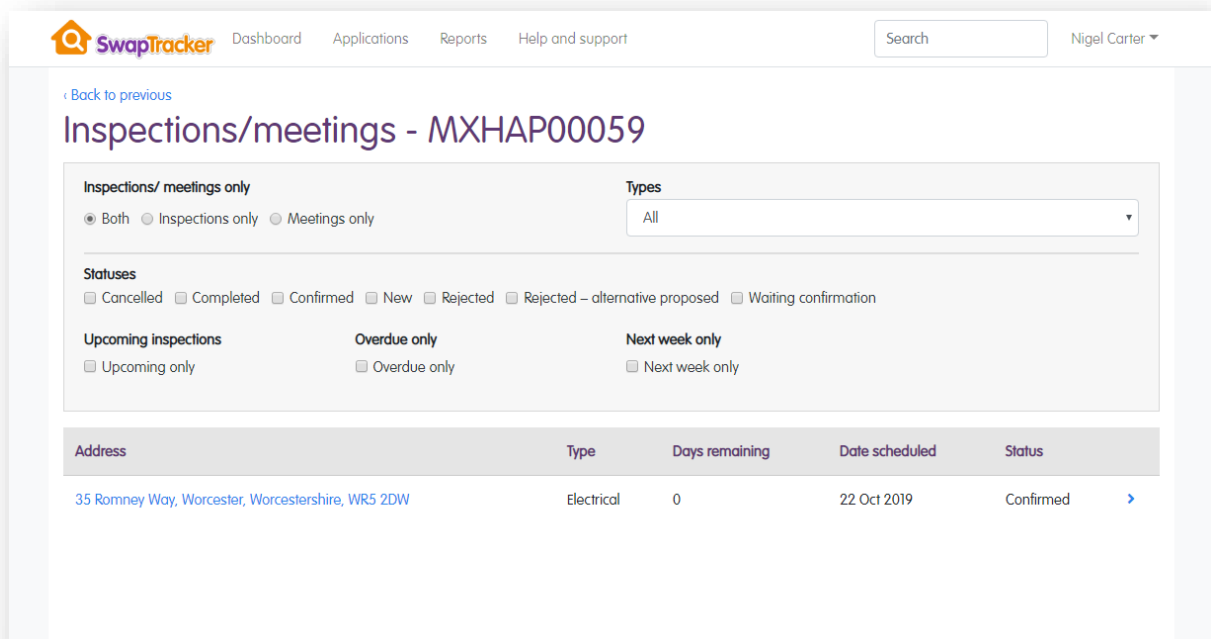 SwapTracker Dashboard Applications Reports Help and support Search Nigel Carter
‹ Back to previous
Inspections/meetings - MXHAP00059
Inspections/ meetings only Types
Both Inspections only Meetings only All
Statuses
Cancelled Completed Confirmed New Rejected Rejected – alternative proposed Waiting confirmation
Upcoming inspections Overdue only Next week only
Upcoming only Overdue only Next week only
Address Type Days remaining Date scheduled Status
35 Romney Way, Worcester, Worcestershire, WR5 2DW Electrical 0 22 Oct 2019 Confirmed